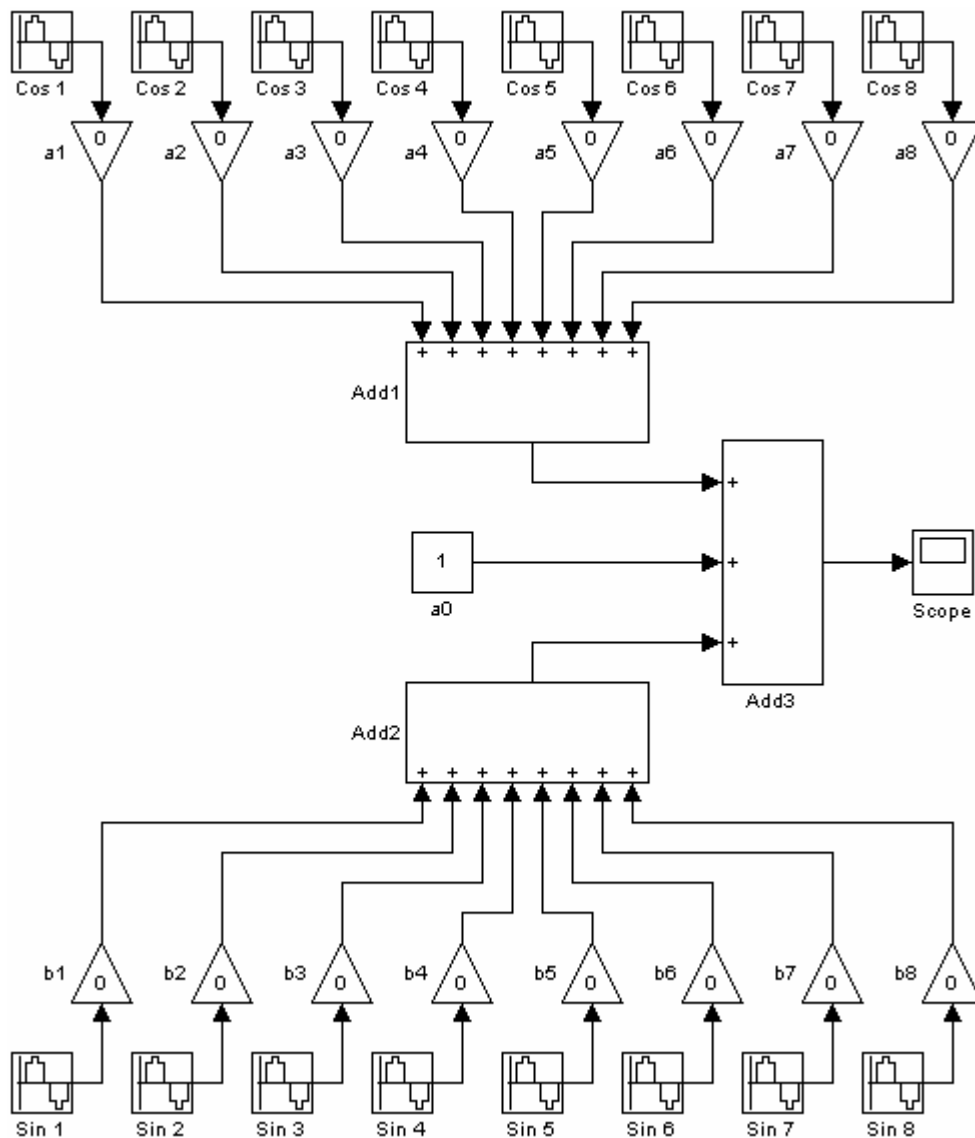 Cos 1 Cos 2 Cos 3 Cos 4 Cos 5 Cos 6 Cos 7 Cos 8
0 0 0 0 0 0 0 0
a1 a2 a3 a4 a5 a6 a7 a8
+ + + + + + + +
Add1
+
1
+
a0
Scope
+
Add3
Add2
+ + + + + + + +
b1 b2 b3 b4 b5 b6 b7 b8
0 0 0 0 0 0 0 0
Sin 1 Sin 2 Sin 3 Sin 4 Sin 5 Sin 6 Sin 7 Sin 8